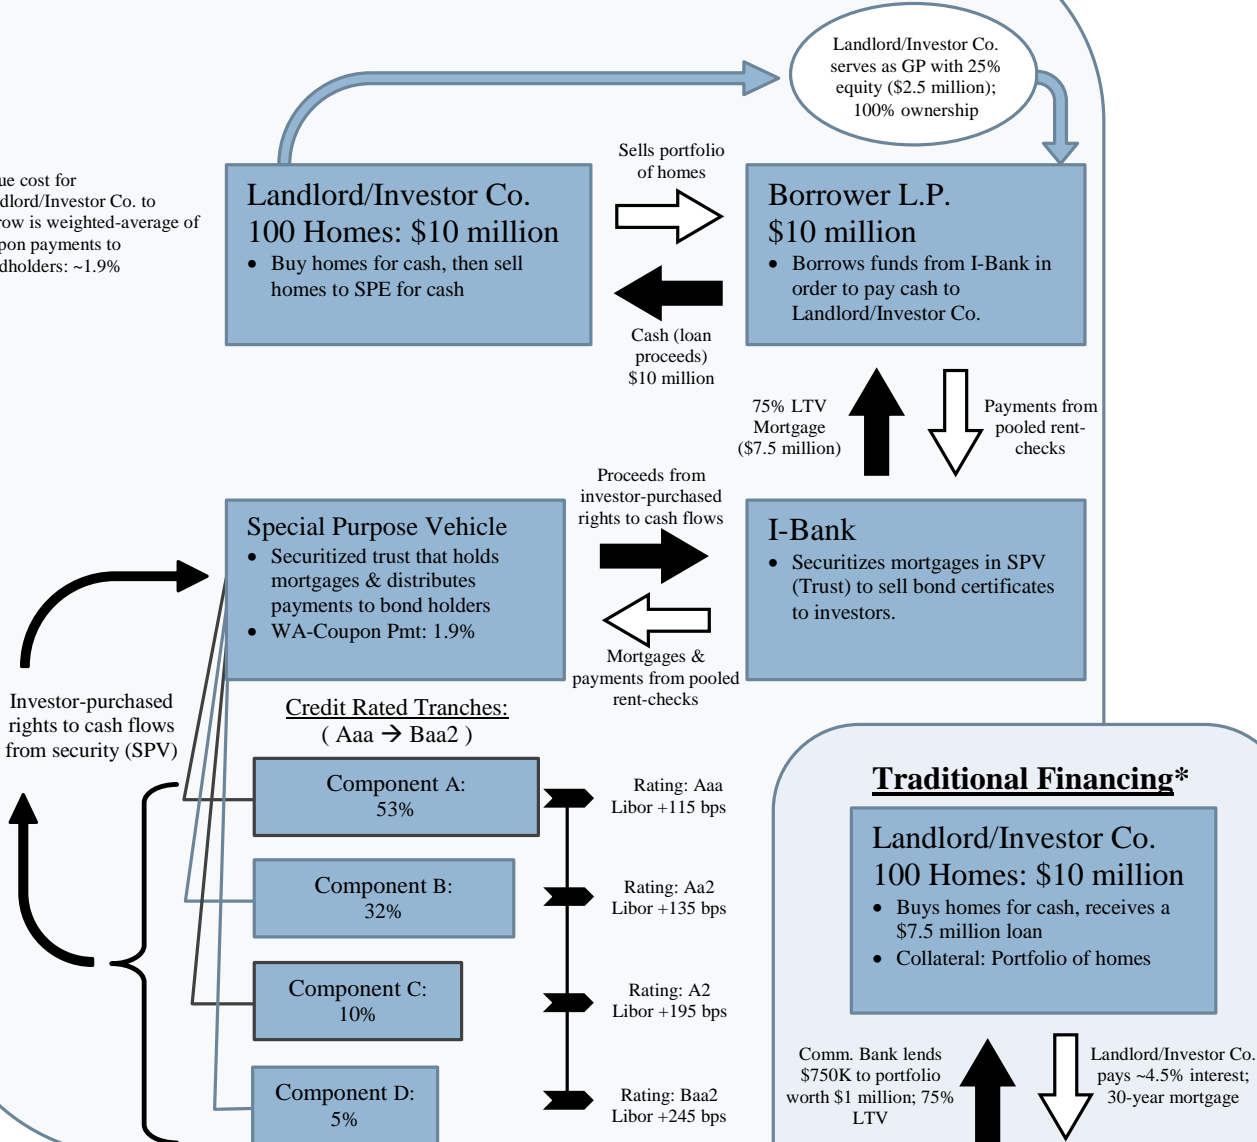 Landlord/Investor Co.
serves as GP with 25%
equity ($2.5 million);
100% ownership
Sells portfolio
of homes
ue cost for
dlord/Investor Co. to
row is weighted-average of
pon payments to
dholders: ~1.9%
Landlord/Investor Co.
100 Homes: $10 million
• Buy homes for cash, then sell
homes to SPE for cash
Borrower L.P.
$10 million
• Borrows funds from I-Bank in
order to pay cash to
Landlord/Investor Co.
Cash (loan
proceeds)
$10 million
75% LTV
Mortgage
($7.5 million)
Payments from
pooled rent-
checks
Proceeds from
investor-purchased
rights to cash flows
Special Purpose Vehicle
• Securitized trust that holds
mortgages & distributes
payments to bond holders
• WA-Coupon Pmt: 1.9%
I-Bank
• Securitizes mortgages in SPV
(Trust) to sell bond certificates
to investors.
Mortgages &
payments from pooled
rent-checks
Investor-purchased
rights to cash flows
from security (SPV)
Credit Rated Tranches:
( Aaa → Baa2 )
Component A:
53%
Rating: Aaa
Libor +115 bps
Component B:
32%
Rating: Aa2
Libor +135 bps
Component C:
10%
Rating: A2
Libor +195 bps
Component D:
5%
Rating: Baa2
Libor +245 bps
Traditional Financing*
Landlord/Investor Co.
100 Homes: $10 million
• Buys homes for cash, receives a
$7.5 million loan
• Collateral: Portfolio of homes
Comm. Bank lends
$750K to portfolio
worth $1 million; 75%
LTV
Landlord/Investor Co.
pays ~4.5% interest;
30-year mortgage